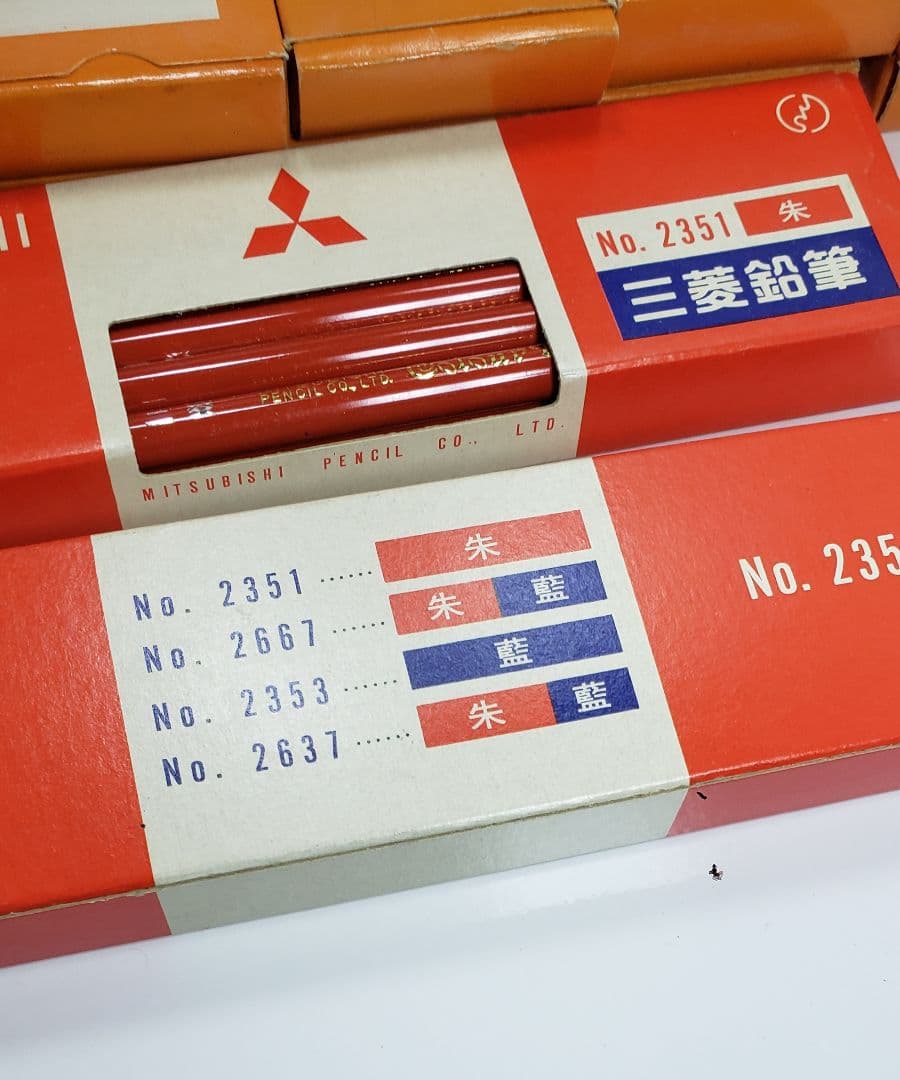 No. 2351 朱
三菱鉛筆
PENCIL CO., LTD.
MITSUBISHI PENCIL CO., LTD.
No. 2351 ...... 朱
No. 2667 ...... 朱 藍
No. 2353 ...... 藍
No. 2637 ...... 朱 藍
No. 235